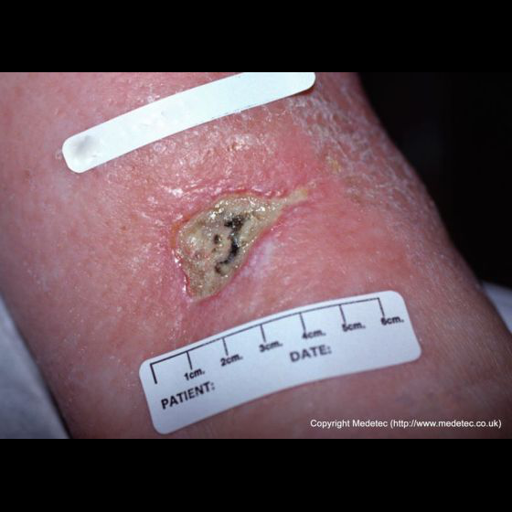 1cm. 2cm. 3cm. 4cm. 5cm. 6cm.
PATIENT: DATE:
Copyright Medetec (http://www.medetec.co.uk)